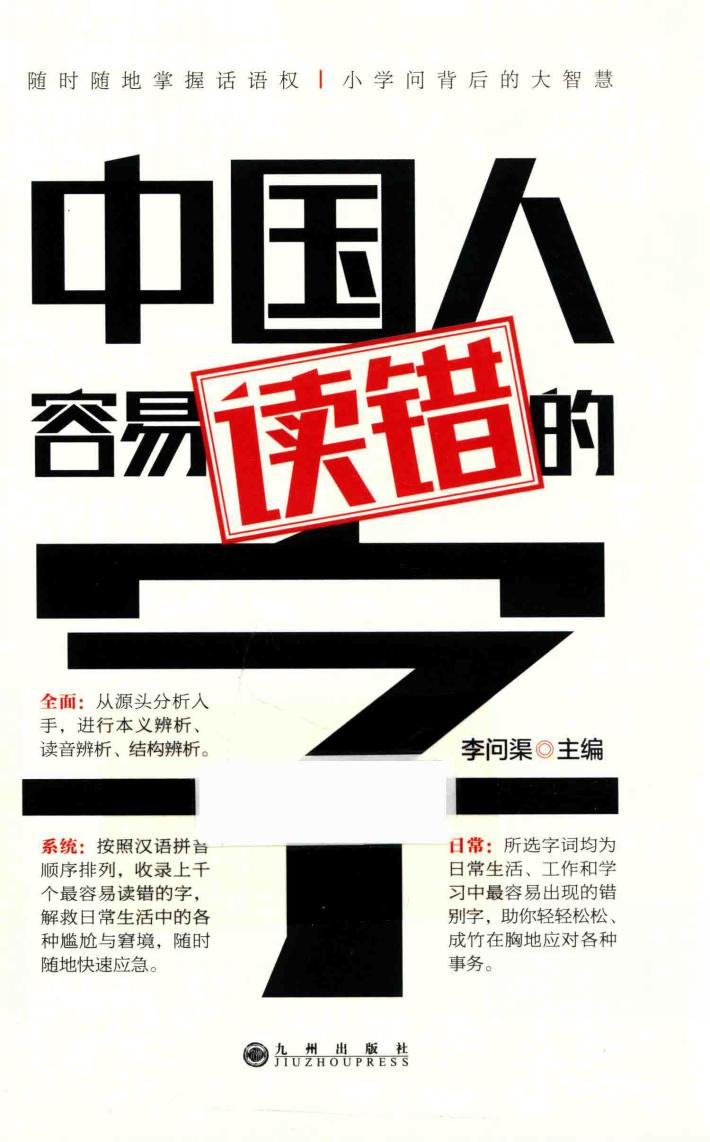 随时随地掌握话语权 | 小学问背后的大智慧
中国人
容易读错的
字
全面：从源头分析入
手，进行本义辨析、
读音辨析、结构辨析。
李问渠◎主编
系统：按照汉语拼音
顺序排列，收录上千
个最容易读错的字，
解救日常生活中的各
种尴尬与窘境，随时
随地快速应急。
日常：所选字词均为
日常生活、工作和学
习中最容易出现的错
别字，助你轻轻松松、
成竹在胸地应对各种
事务。
九州出版社
JIUZHOUPRESS